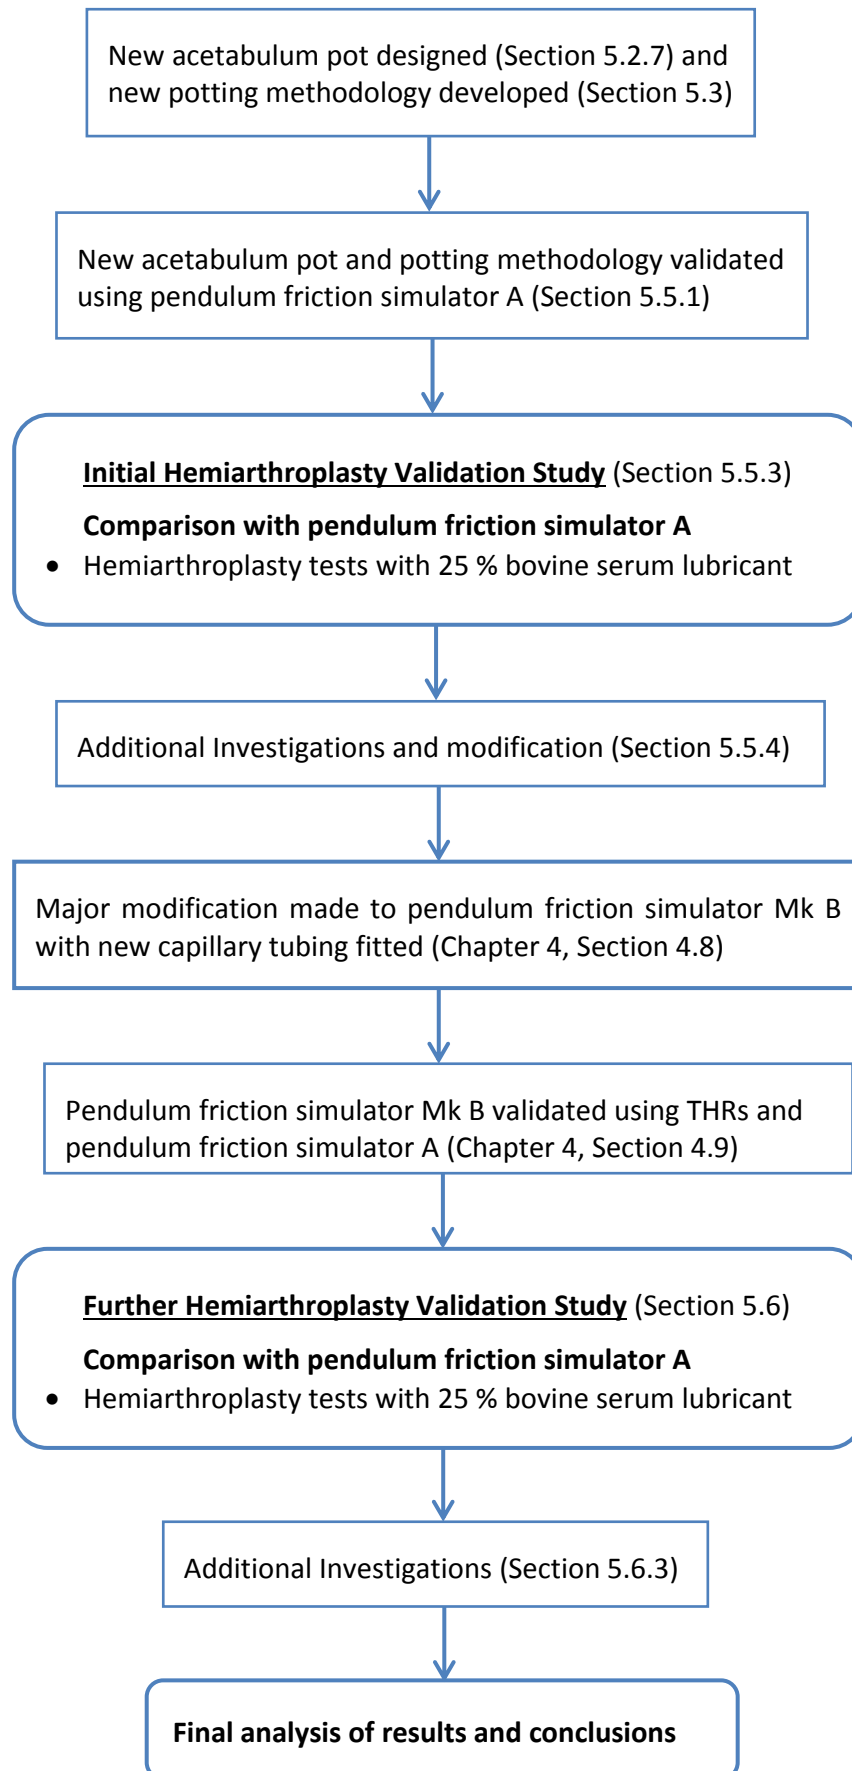 New acetabulum pot designed (Section 5.2.7) and
new potting methodology developed (Section 5.3)
New acetabulum pot and potting methodology validated
using pendulum friction simulator A (Section 5.5.1)
Initial Hemiarthroplasty Validation Study (Section 5.5.3)
Comparison with pendulum friction simulator A
• Hemiarthroplasty tests with 25 % bovine serum lubricant
Additional Investigations and modification (Section 5.5.4)
Major modification made to pendulum friction simulator Mk B
with new capillary tubing fitted (Chapter 4, Section 4.8)
Pendulum friction simulator Mk B validated using THRs and
pendulum friction simulator A (Chapter 4, Section 4.9)
Further Hemiarthroplasty Validation Study (Section 5.6)
Comparison with pendulum friction simulator A
• Hemiarthroplasty tests with 25 % bovine serum lubricant
Additional Investigations (Section 5.6.3)
Final analysis of results and conclusions